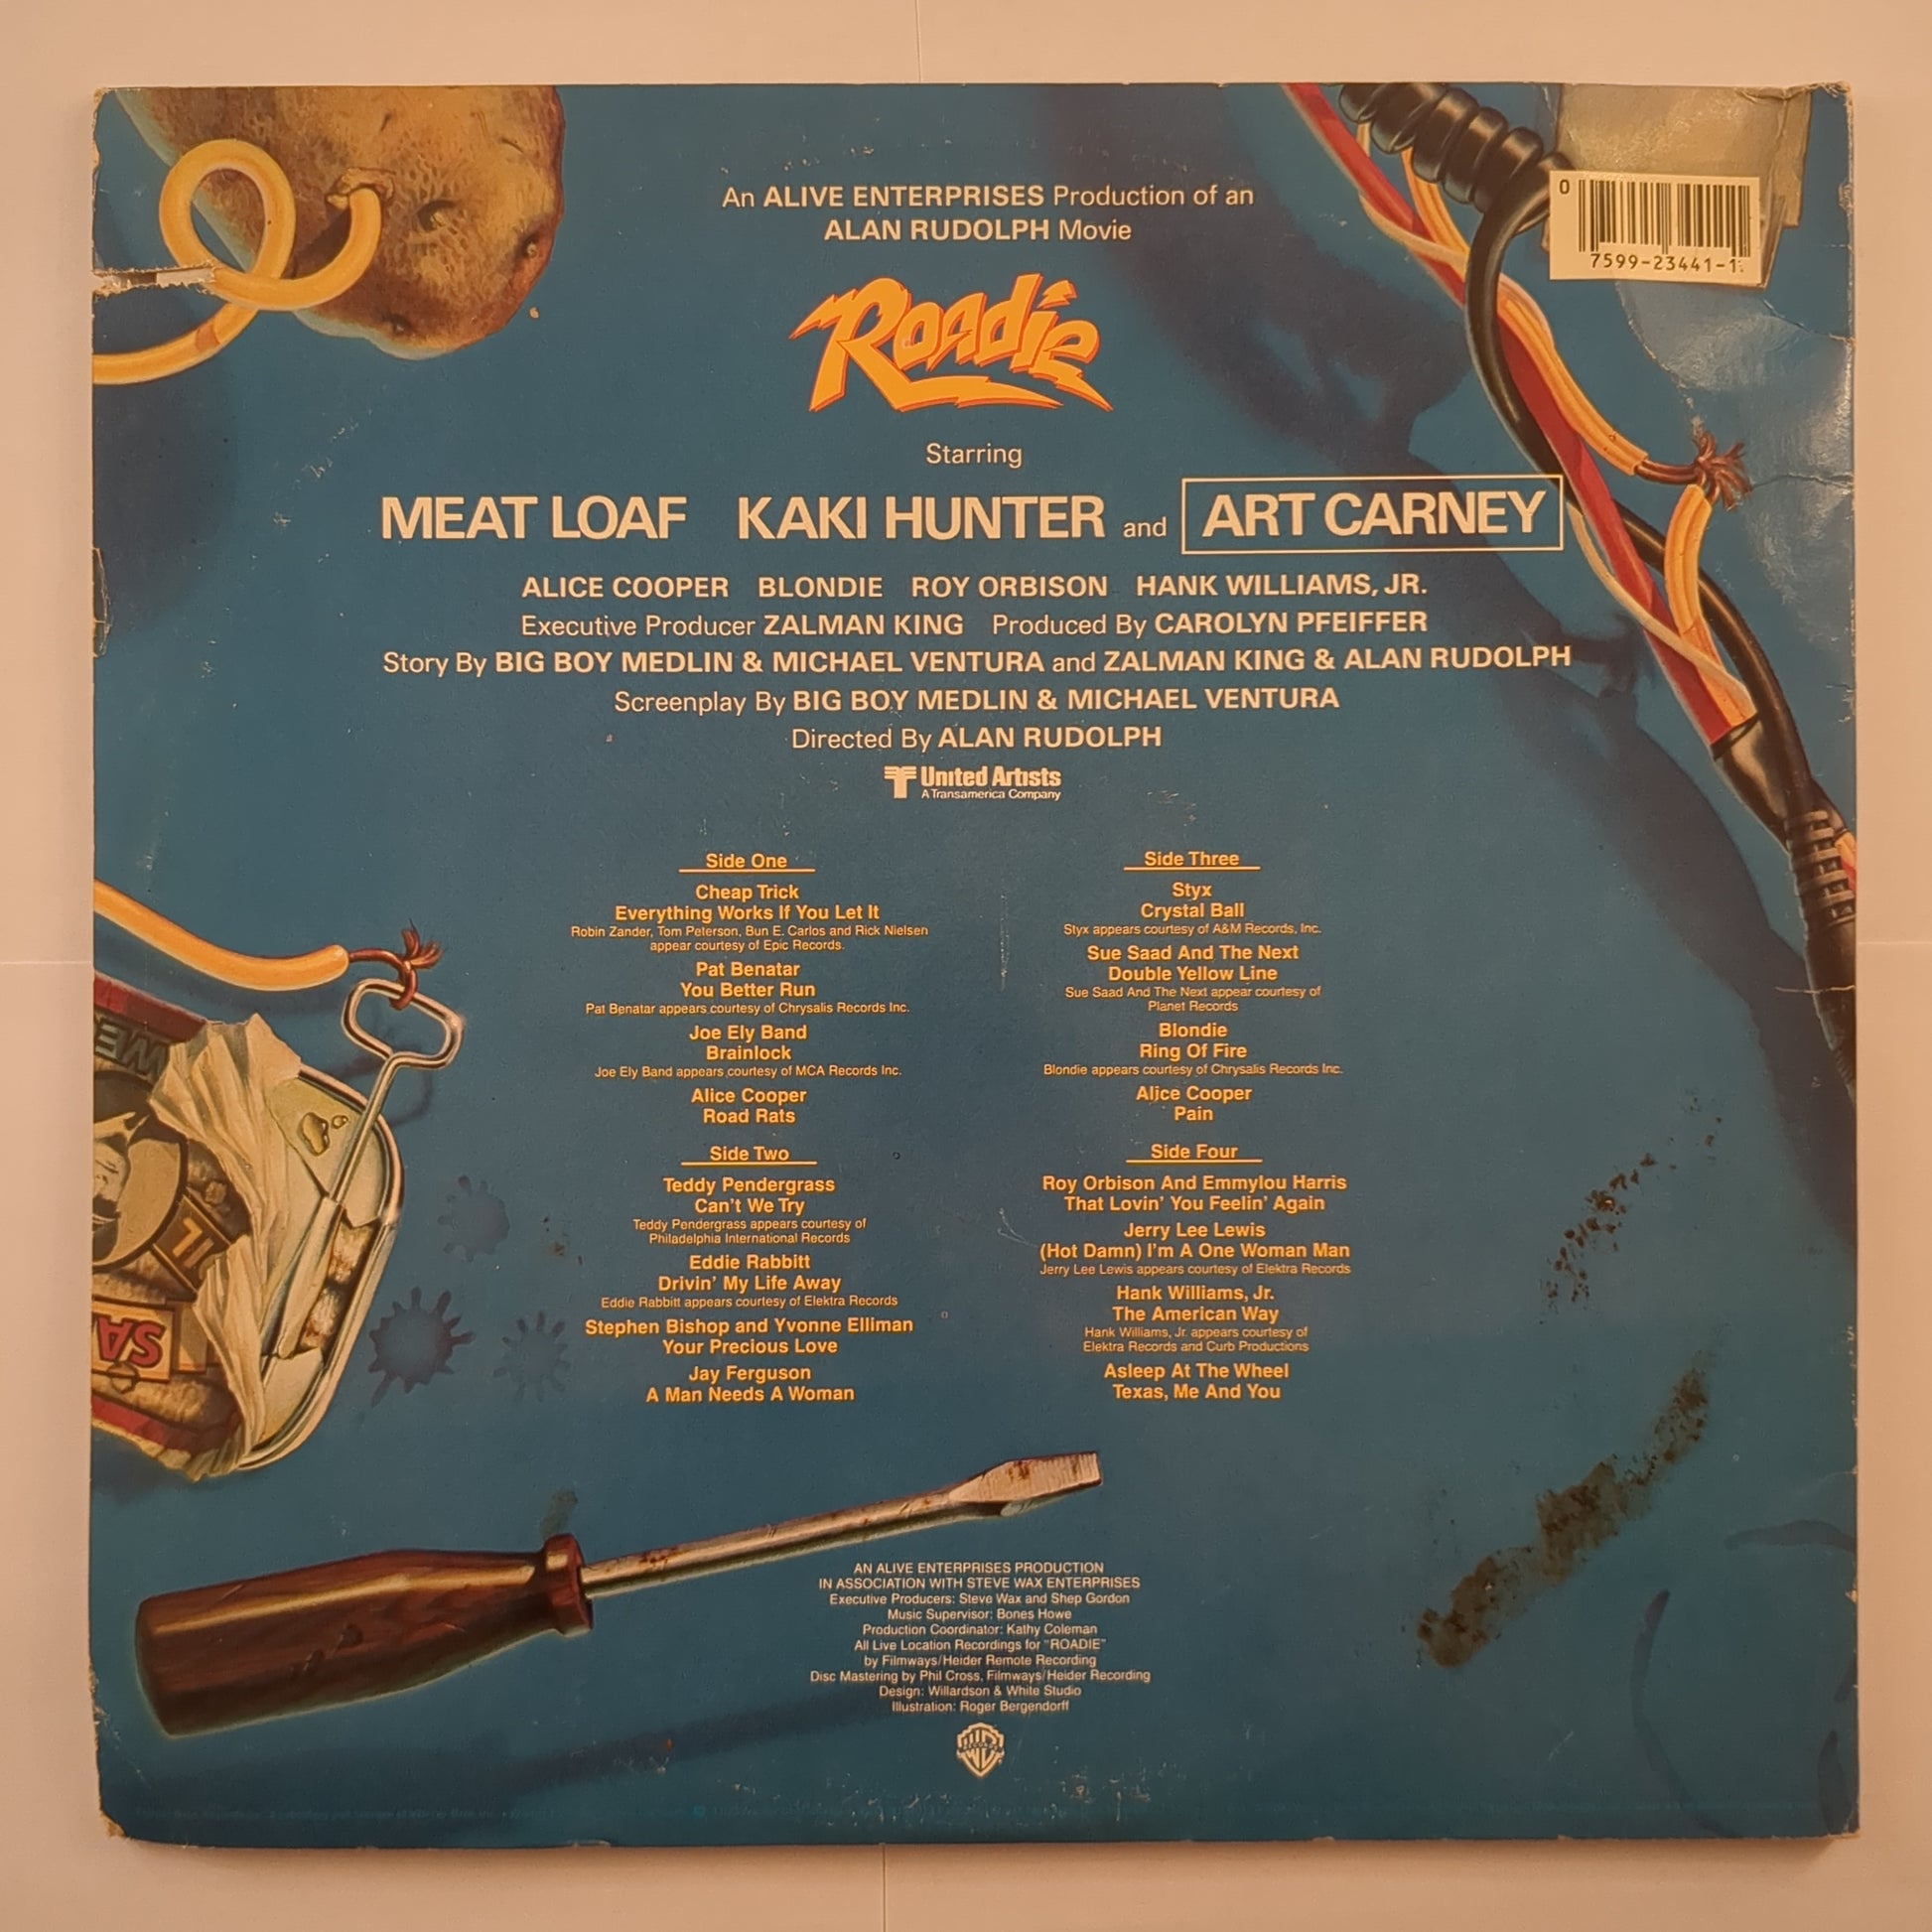 An ALIVE ENTERPRISES Production of an
ALAN RUDOLPH Movie
0
7599-23441-1
Roadie
Starring
MEAT LOAF KAKI HUNTER and ART CARNEY
ALICE COOPER BLONDIE ROY ORBISON HANK WILLIAMS, JR.
Executive Producer ZALMAN KING Produced By CAROLYN PFEIFFER
Story By BIG BOY MEDLIN & MICHAEL VENTURA and ZALMAN KING & ALAN RUDOLPH
Screenplay By BIG BOY MEDLIN & MICHAEL VENTURA
Directed By ALAN RUDOLPH
United Artists
A Transamerica Company
Side One
Cheap Trick
Everything Works If You Let It
Robin Zander, Tom Peterson, Bun E. Carlos and Rick Nielsen
appear courtesy of Epic Records.
Pat Benatar
You Better Run
Pat Benatar appears courtesy of Chrysalis Records Inc.
Joe Ely Band
Brainlock
Joe Ely Band appears courtesy of MCA Records Inc.
Alice Cooper
Road Rats
Side Two
Teddy Pendergrass
Can't We Try
Teddy Pendergrass appears courtesy of
Philadelphia International Records
Eddie Rabbitt
Drivin' My Life Away
Eddie Rabbitt appears courtesy of Elektra Records
Stephen Bishop and Yvonne Elliman
Your Precious Love
Jay Ferguson
A Man Needs A Woman
Side Three
Styx
Crystal Ball
Styx appears courtesy of A&M Records, Inc.
Sue Saad And The Next
Double Yellow Line
Sue Saad And The Next appear courtesy of
Planet Records
Blondie
Ring Of Fire
Blondie appears courtesy of Chrysalis Records Inc.
Alice Cooper
Pain
Side Four
Roy Orbison And Emmylou Harris
That Lovin' You Feelin' Again
Jerry Lee Lewis
(Hot Damn) I'm A One Woman Man
Jerry Lee Lewis appears courtesy of Elektra Records
Hank Williams, Jr.
The American Way
Hank Williams, Jr. appears courtesy of
Elektra Records and Curb Productions
Asleep At The Wheel
Texas, Me And You
IL
SA
AN ALIVE ENTERPRISES PRODUCTION
IN ASSOCIATION WITH STEVE WAX ENTERPRISES
Executive Producers: Steve Wax and Shep Gordon
Music Supervisor: Bones Howe
Production Coordinator: Kathy Coleman
All Live Location Recordings for "ROADIE"
by Filmways/Heider Remote Recording
Disc Mastering by Phil Cross, Filmways/Heider Recording
Design: Willardson & White Studio
Illustration: Roger Bergendorff